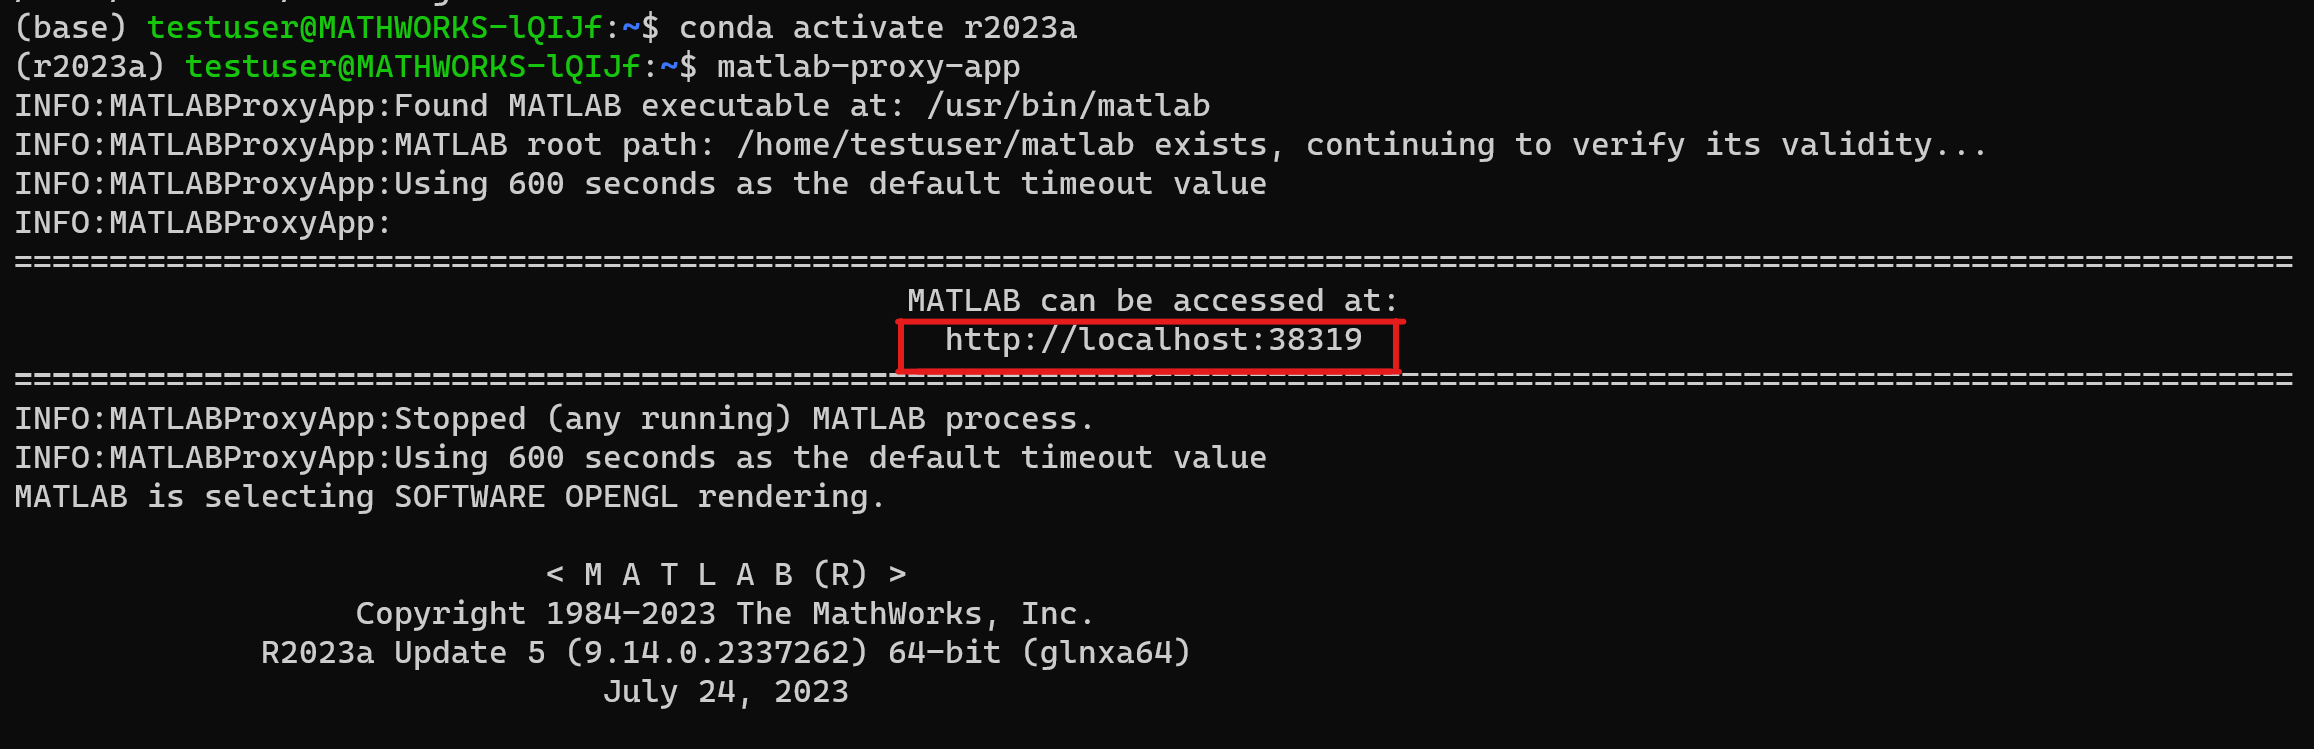 (base) testuser@MATHWORKS-lQIJf:~$ conda activate r2023a
(r2023a) testuser@MATHWORKS-lQIJf:~$ matlab-proxy-app
INFO:MATLABProxyApp:Found MATLAB executable at: /usr/bin/matlab
INFO:MATLABProxyApp:MATLAB root path: /home/testuser/matlab exists, continuing to verify its validity...
INFO:MATLABProxyApp:Using 600 seconds as the default timeout value
INFO:MATLABProxyApp:
========================================================================================================================
MATLAB can be accessed at:
http://localhost:38319
========================================================================================================================
INFO:MATLABProxyApp:Stopped (any running) MATLAB process.
INFO:MATLABProxyApp:Using 600 seconds as the default timeout value
MATLAB is selecting SOFTWARE OPENGL rendering.
< M A T L A B (R) >
Copyright 1984-2023 The MathWorks, Inc.
R2023a Update 5 (9.14.0.2337262) 64-bit (glnxa64)
July 24, 2023